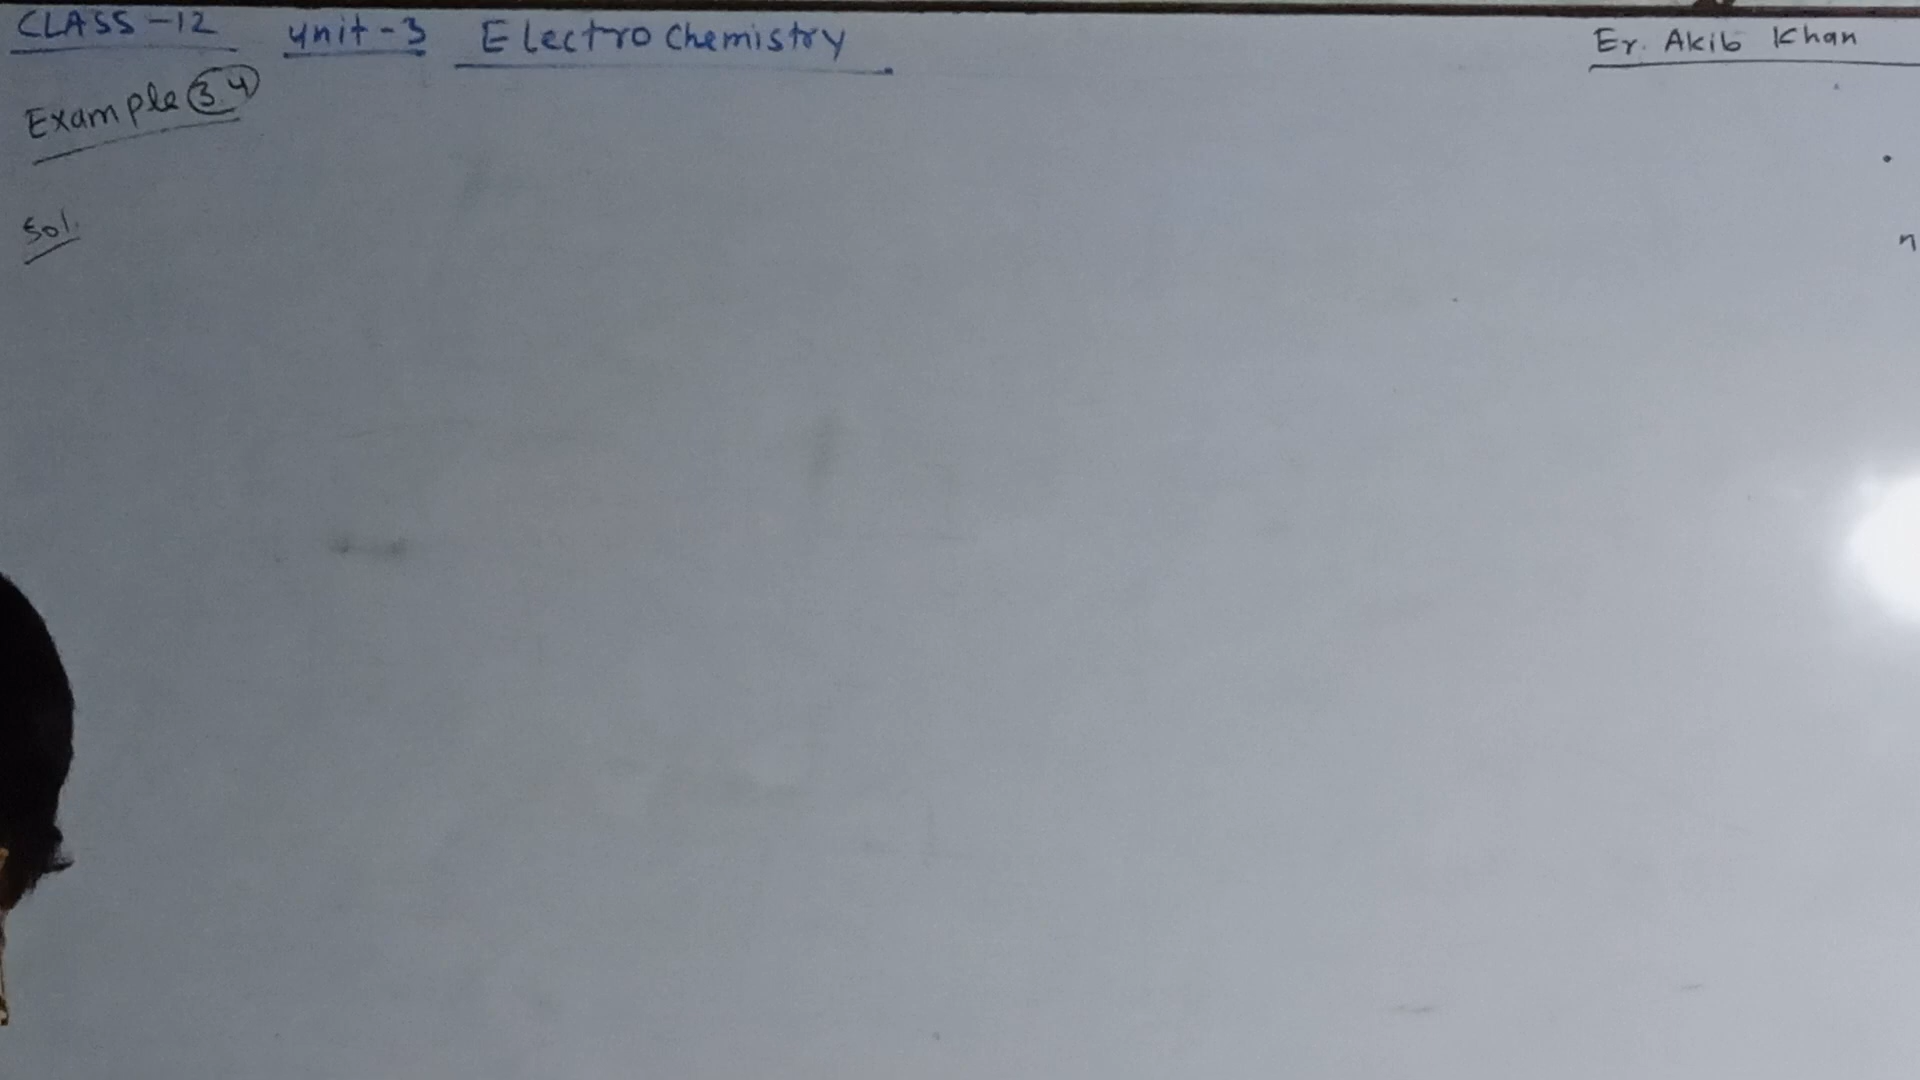 CLASS-12 Unit-3 Electro Chemistry Er. Akib Khan
Example 3.4
Sol.
n